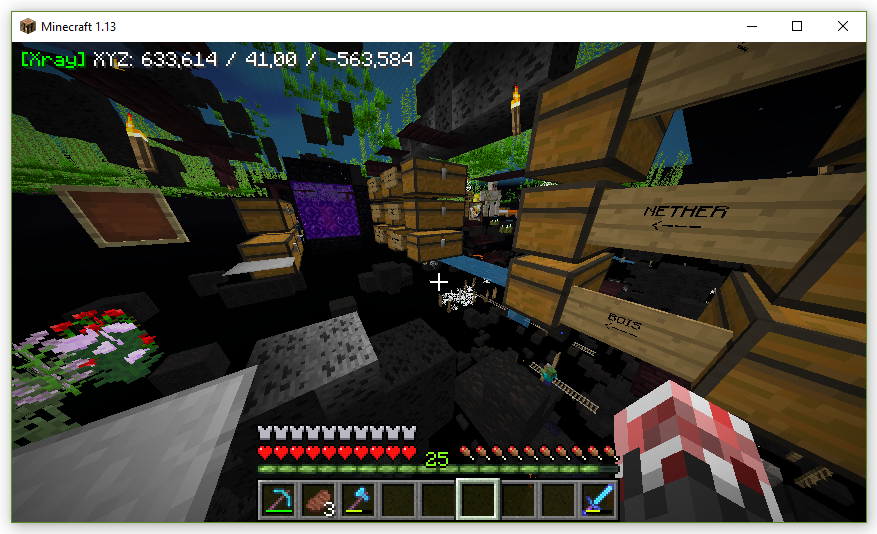 Minecraft 1.13
[Xray] XYZ: 633,614 / 41,00 / -563,584
NETHER
<----
BOIS
<---
25
3